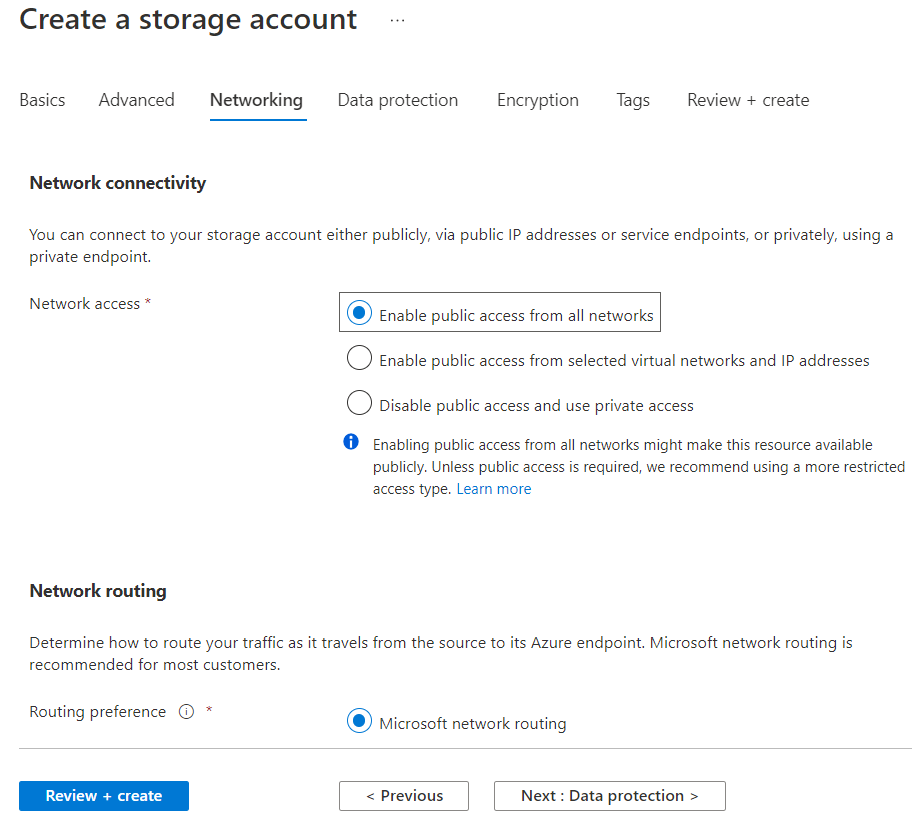 Create a storage account ...
Basics Advanced Networking Data protection Encryption Tags Review + create
Network connectivity
You can connect to your storage account either publicly, via public IP addresses or service endpoints, or privately, using a
private endpoint.
Network access *
Enable public access from all networks
Enable public access from selected virtual networks and IP addresses
Disable public access and use private access
Enabling public access from all networks might make this resource available
publicly. Unless public access is required, we recommend using a more restricted
access type. Learn more
Network routing
Determine how to route your traffic as it travels from the source to its Azure endpoint. Microsoft network routing is
recommended for most customers.
Routing preference *
Microsoft network routing
Review + create < Previous Next : Data protection >